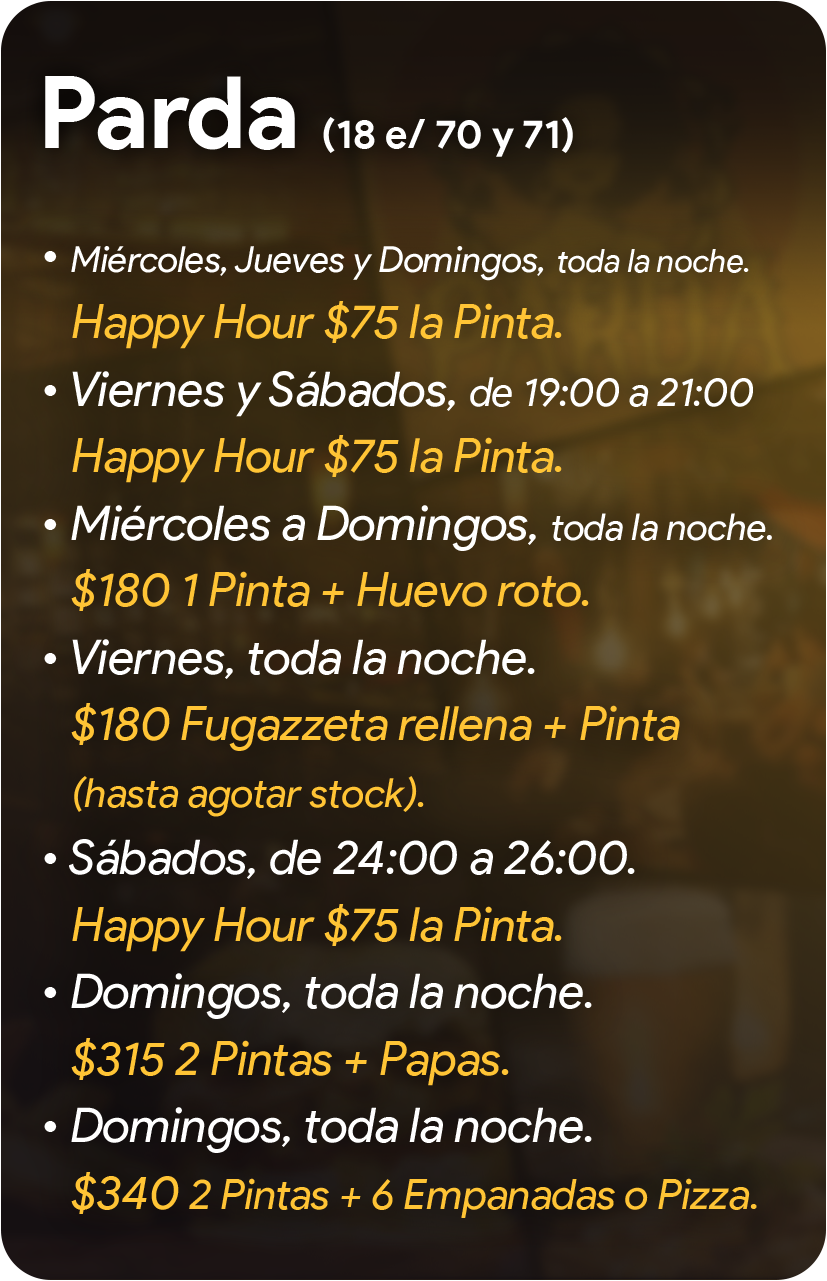 Parda (18 e/ 70 y 71)
• Miércoles, Jueves y Domingos, toda la noche.
Happy Hour $75 la Pinta.
• Viernes y Sábados, de 19:00 a 21:00
Happy Hour $75 la Pinta.
• Miércoles a Domingos, toda la noche.
$180 1 Pinta + Huevo roto.
• Viernes, toda la noche.
$180 Fugazzeta rellena + Pinta
(hasta agotar stock).
• Sábados, de 24:00 a 26:00.
Happy Hour $75 la Pinta.
• Domingos, toda la noche.
$315 2 Pintas + Papas.
• Domingos, toda la noche.
$340 2 Pintas + 6 Empanadas o Pizza.